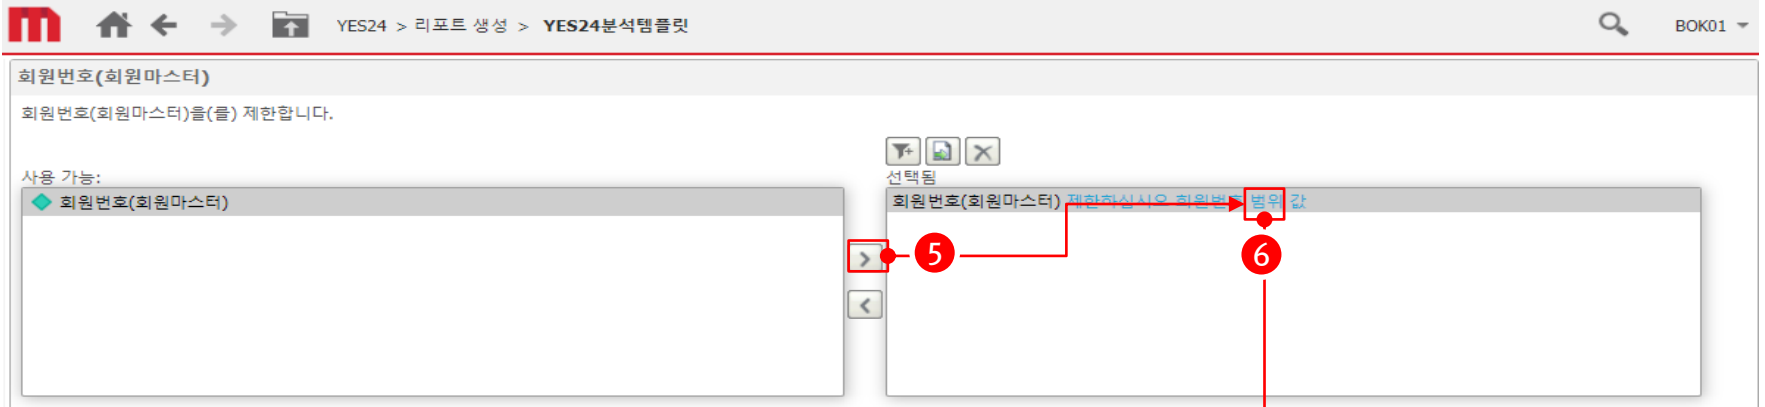 YES24 > 리포트 생성 > YES24분석템플릿
BOK01
회원번호(회원마스터)
회원번호(회원마스터)을(를) 제한합니다.
사용 가능:
선택됨
회원번호(회원마스터)
회원번호(회원마스터) 제한하십시오 회원번호 범위 값
5
6